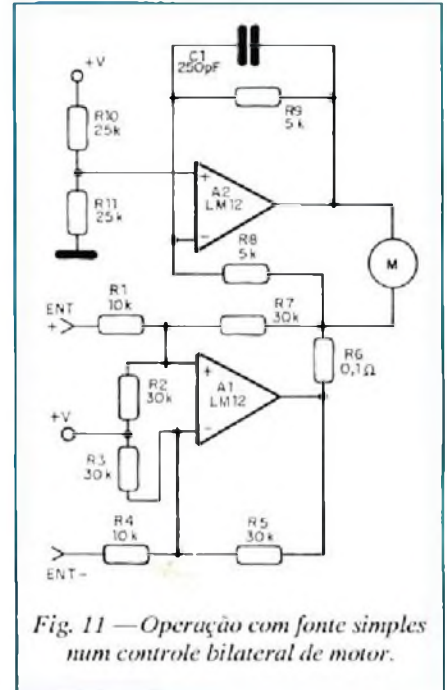 C1
250pF
+V
R10
25k
R9
5k
R11
25k
A2
LM12
+
-
R8
5k
M
R1
10k
ENT
+
R7
30k
R6
0,1Ω
R2
30k
+
A1
LM12
-
+V
R3
30k
R4
10k
R5
30k
ENT-
Fig. 11 — Operação com fonte simples
num controle bilateral de motor.